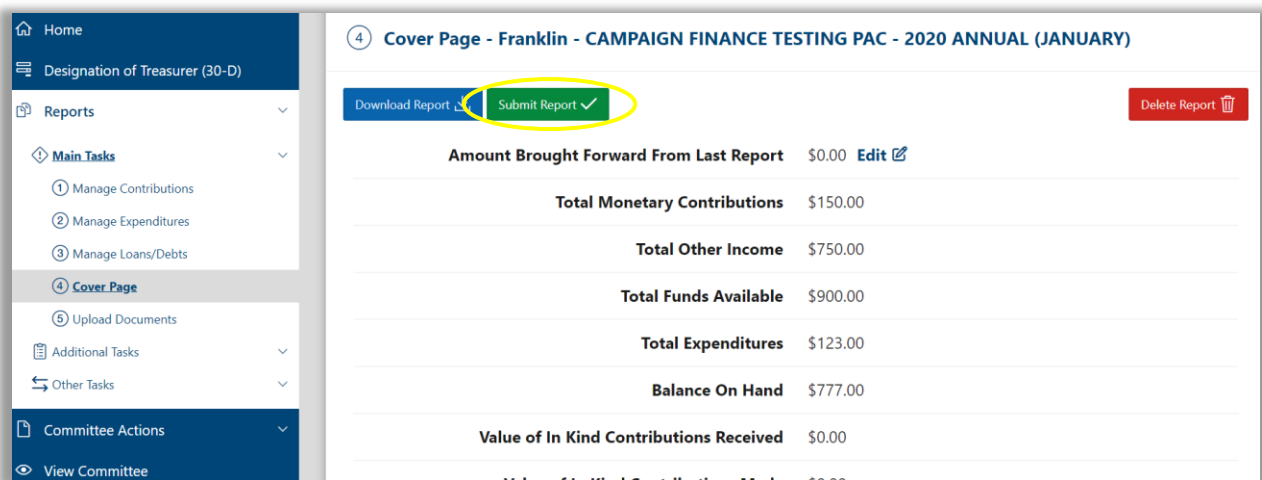 Home
Designation of Treasurer (30-D)
Reports
Main Tasks
1 Manage Contributions
2 Manage Expenditures
3 Manage Loans/Debts
4 Cover Page
5 Upload Documents
Additional Tasks
Other Tasks
Committee Actions
View Committee
4 Cover Page - Franklin - CAMPAIGN FINANCE TESTING PAC - 2020 ANNUAL (JANUARY)
Download Report Submit Report Delete Report
Amount Brought Forward From Last Report $0.00 Edit
Total Monetary Contributions $150.00
Total Other Income $750.00
Total Funds Available $900.00
Total Expenditures $123.00
Balance On Hand $777.00
Value of In Kind Contributions Received $0.00